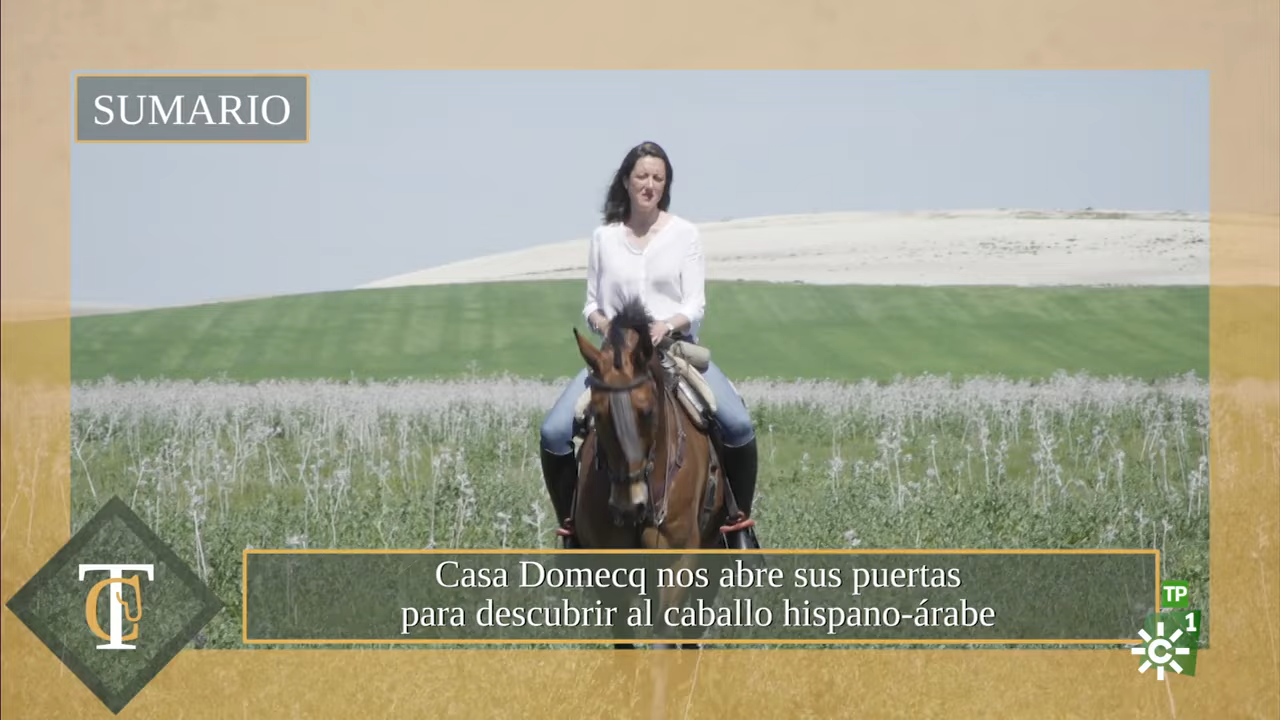 SUMARIO
TC
Casa Domecq nos abre sus puertas
para descubrir al caballo hispano-árabe
TP
1
C